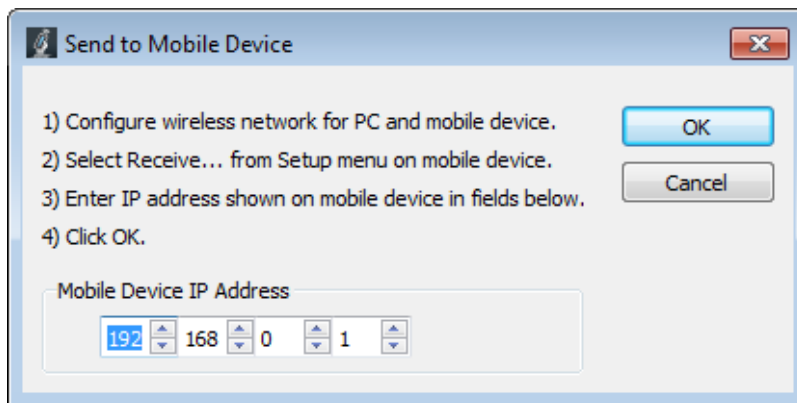 Send to Mobile Device
1) Configure wireless network for PC and mobile device.
2) Select Receive... from Setup menu on mobile device.
3) Enter IP address shown on mobile device in fields below.
4) Click OK.
OK
Cancel
Mobile Device IP Address
192 168 0 1